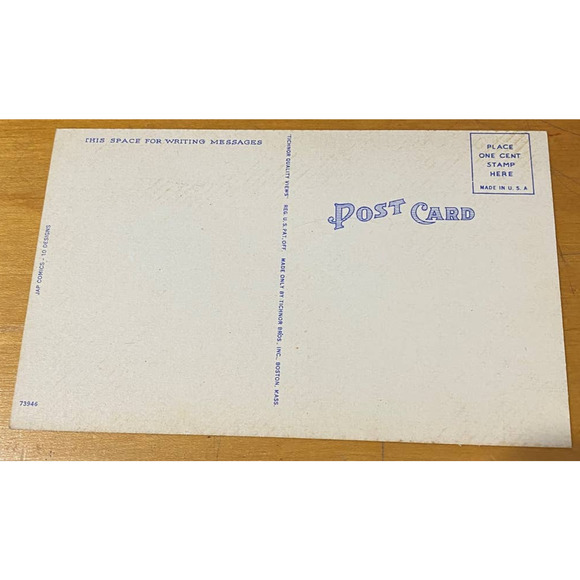 THIS SPACE FOR WRITING MESSAGES
JAP COMICS - 10 DESIGNS
73946
"TICHNOR QUALITY VIEWS" REG. U.S. PAT. OFF. MADE ONLY BY TICHNOR BROS., INC., BOSTON, MASS.
POST CARD
PLACE
ONE CENT
STAMP
HERE
MADE IN U.S.A